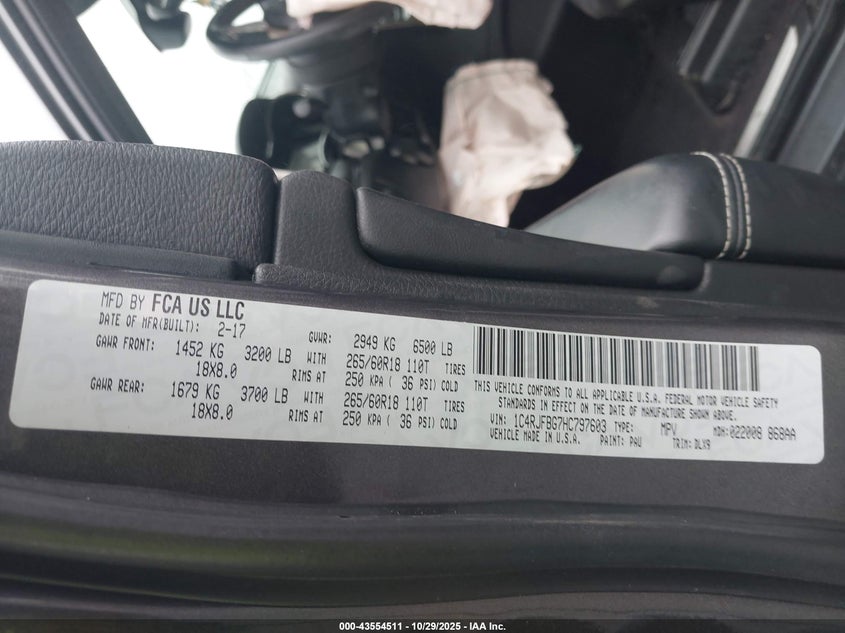 MFD BY FCA US LLC
DATE OF MFR(BUILT): 2-17 GVWR: 2949 KG 6500 LB
GAWR FRONT: 1452 KG 3200 LB WITH 265/60R18 110T TIRES
18X8.0 RIMS AT 250 KPA ( 36 PSI) COLD
GAWR REAR: 1679 KG 3700 LB WITH 265/60R18 110T TIRES
18X8.0 RIMS AT 250 KPA ( 36 PSI) COLD
THIS VEHICLE CONFORMS TO ALL APPLICABLE U.S.A. FEDERAL MOTOR VEHICLE SAFETY
STANDARDS IN EFFECT ON THE DATE OF MANUFACTURE SHOWN ABOVE.
VIN: 1C4RJFBG7HC797603 TYPE: MPV MDH: 022008 868AA
VEHICLE MADE IN U.S.A. PAINT: PAU TRIM: DLX9
000-43554511 - 10/29/2025 - IAA Inc.